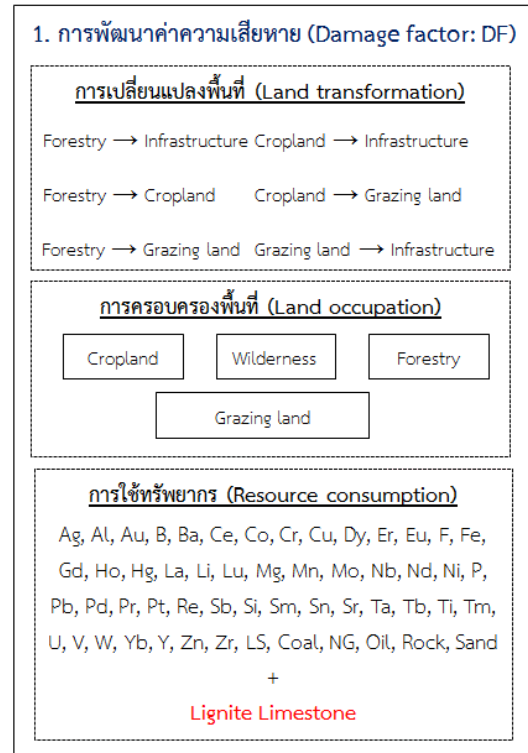 1. การพัฒนาค่าความเสียหาย (Damage factor: DF)
การเปลี่ยนแปลงพื้นที่ (Land transformation)
Forestry → Infrastructure Cropland → Infrastructure
Forestry → Cropland Cropland → Grazing land
Forestry → Grazing land Grazing land → Infrastructure
การครอบครองพื้นที่ (Land occupation)
Cropland Wilderness Forestry
Grazing land
การใช้ทรัพยากร (Resource consumption)
Ag, Al, Au, B, Ba, Ce, Co, Cr, Cu, Dy, Er, Eu, F, Fe,
Gd, Ho, Hg, La, Li, Lu, Mg, Mn, Mo, Nb, Nd, Ni, P,
Pb, Pd, Pr, Pt, Re, Sb, Si, Sm, Sn, Sr, Ta, Tb, Ti, Tm,
U, V, W, Yb, Y, Zn, Zr, LS, Coal, NG, Oil, Rock, Sand
+
Lignite Limestone